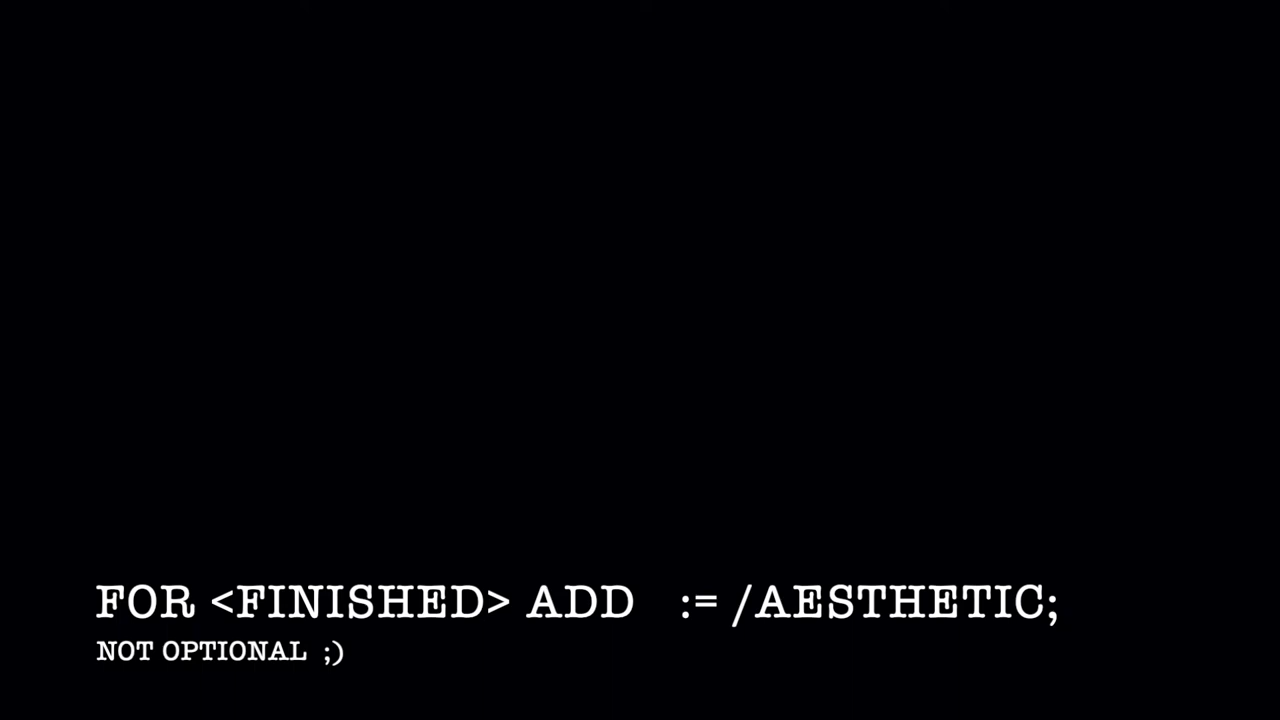 FOR <FINISHED> ADD   := /AESTHETIC;
NOT OPTIONAL  ;)